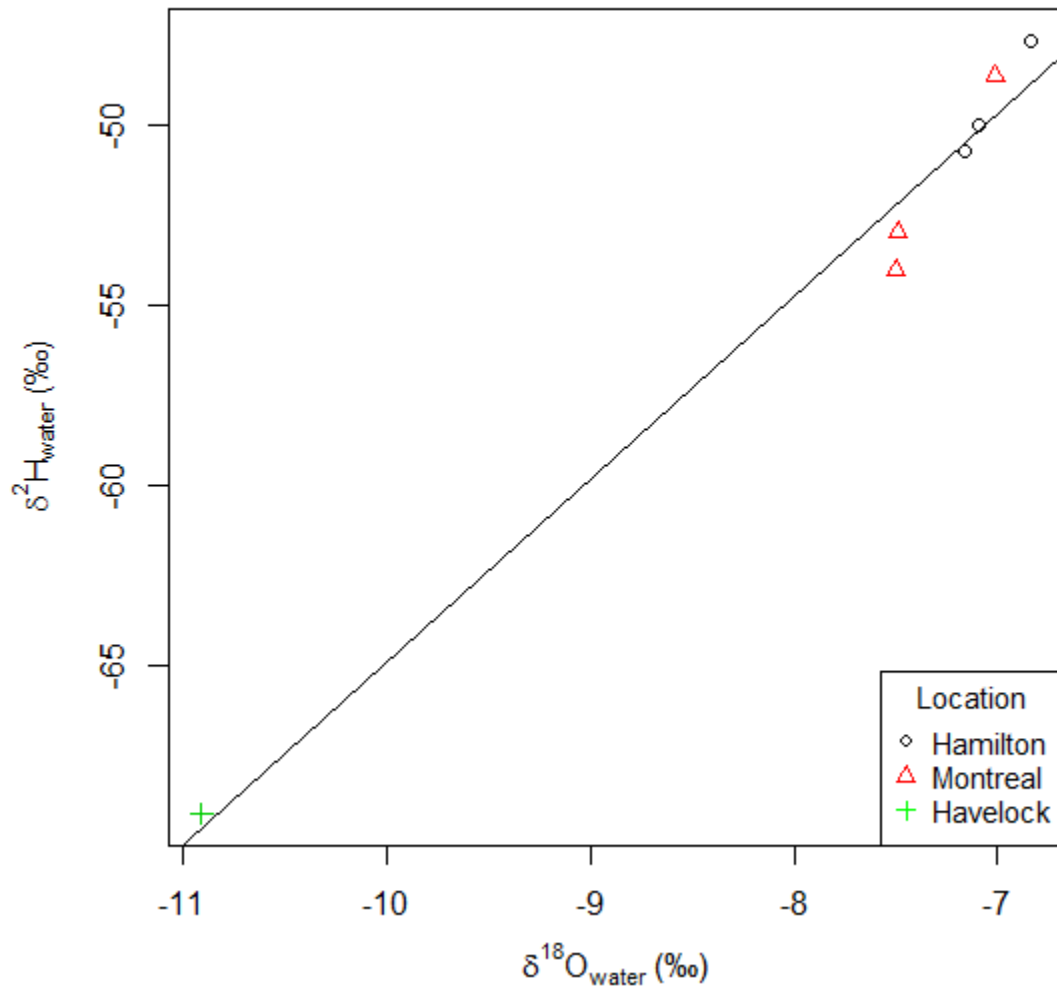 -50
-55
-60
-65
δ²H_water (‰)
-11
-10
-9
-8
-7
δ¹⁸O_water (‰)
Location
Hamilton
Montreal
Havelock